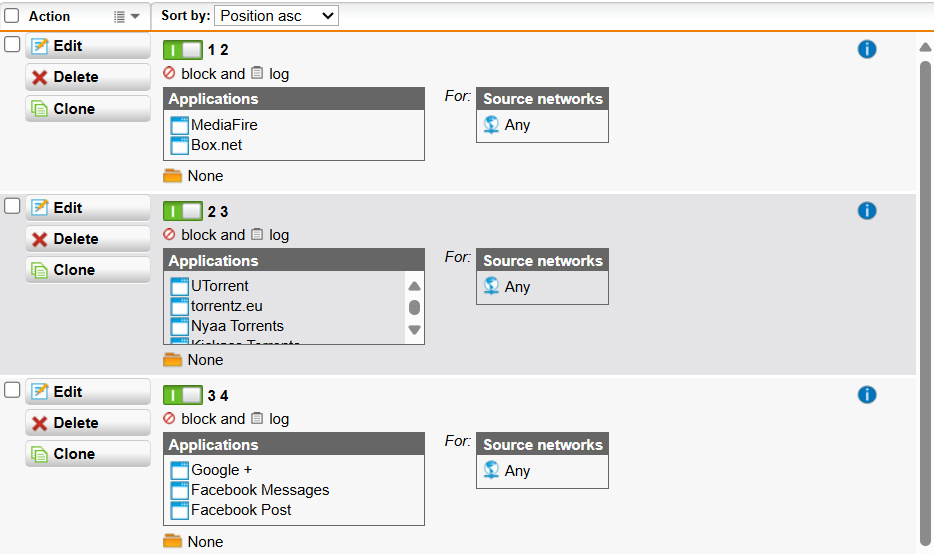 Action Sort by: Position asc
Edit 1 2
Delete block and log
Clone Applications For: Source networks
MediaFire Any
Box.net
None
Edit 2 3
Delete block and log
Clone Applications For: Source networks
UTorrent Any
torrentz.eu
Nyaa Torrents
Kickass Torrents
None
Edit 3 4
Delete block and log
Clone Applications For: Source networks
Google + Any
Facebook Messages
Facebook Post
None